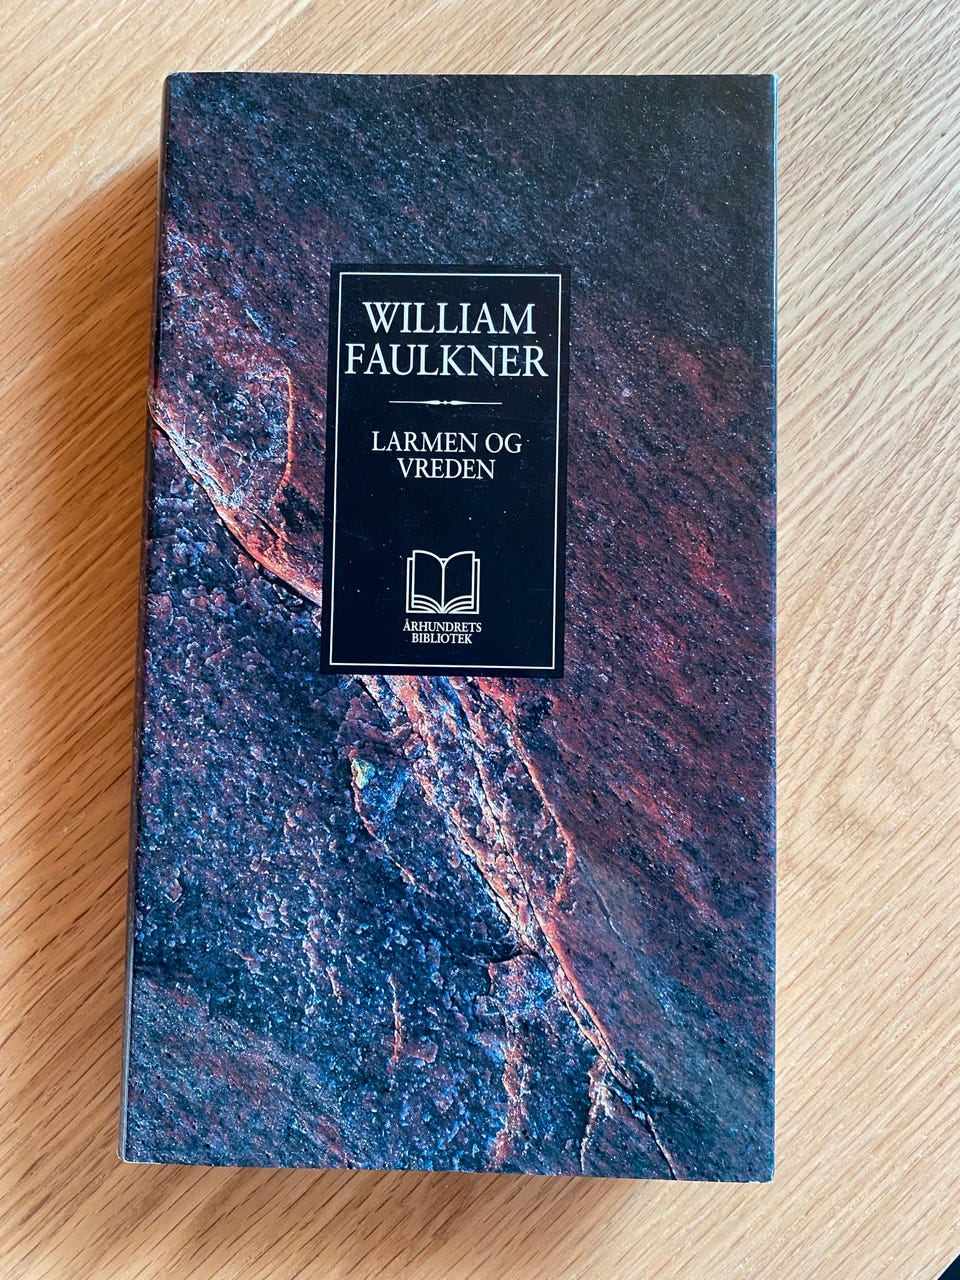 WILLIAM
FAULKNER
LARMEN OG
VREDEN
ÅRHUNDRETS
BIBLIOTEK